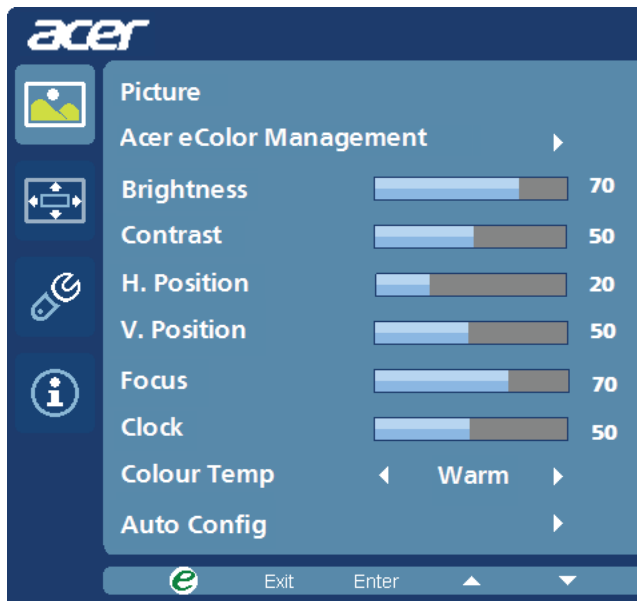 acer
Picture
Acer eColor Management
Brightness 70
Contrast 50
H. Position 20
V. Position 50
Focus 70
Clock 50
Colour Temp Warm
Auto Config
e Exit Enter